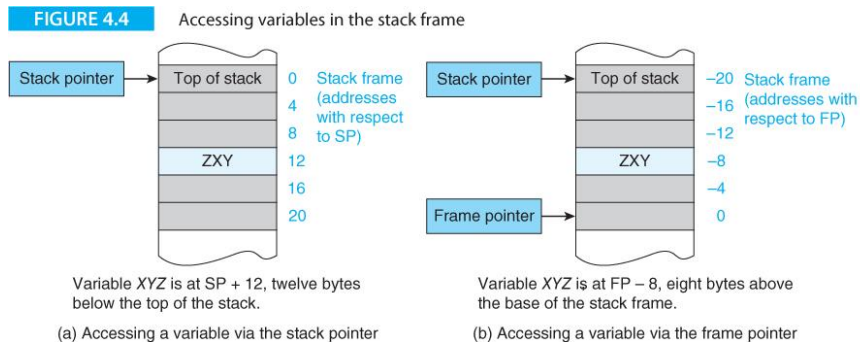 FIGURE 4.4 Accessing variables in the stack frame
Stack pointer
Top of stack
ZXY
0
4
8
12
16
20
Stack frame
(addresses
with respect
to SP)
Variable XYZ is at SP + 12, twelve bytes
below the top of the stack.
(a) Accessing a variable via the stack pointer
Stack pointer
Frame pointer
Top of stack
ZXY
–20
–16
–12
–8
–4
0
Stack frame
(addresses with
respect to FP)
Variable XYZ is at FP – 8, eight bytes above
the base of the stack frame.
(b) Accessing a variable via the frame pointer